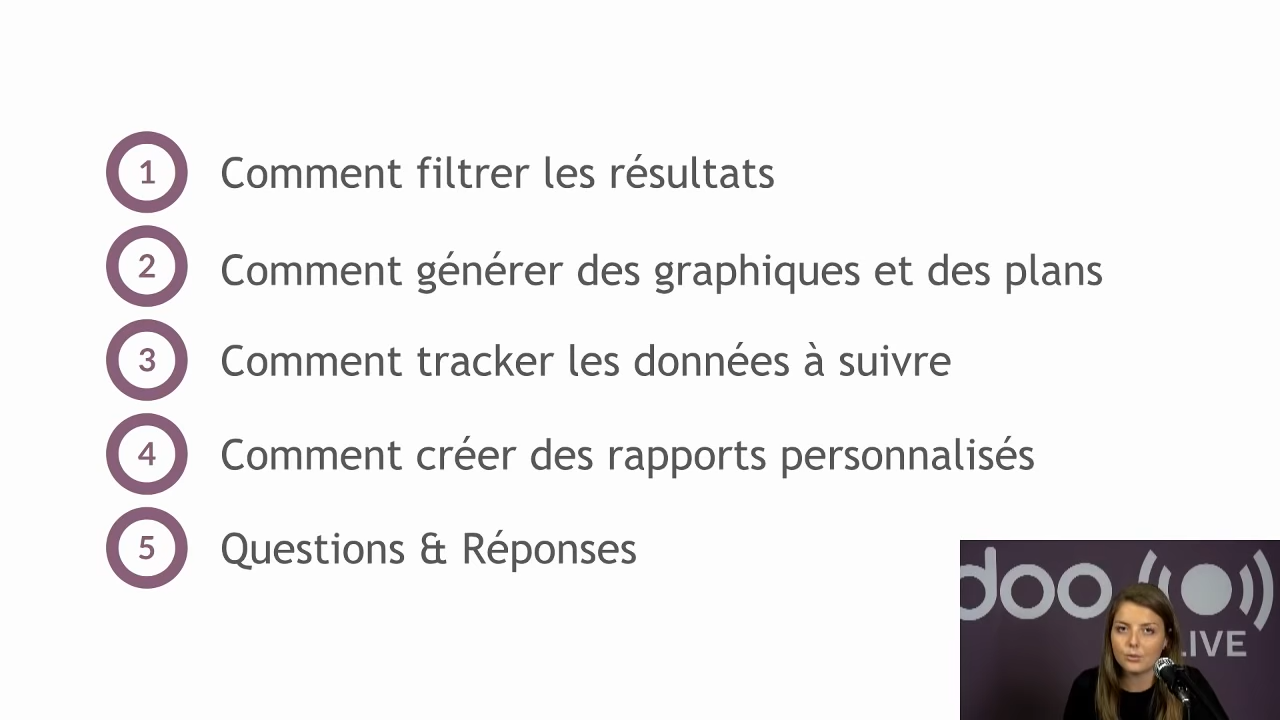 1 Comment filtrer les résultats
2 Comment générer des graphiques et des plans
3 Comment tracker les données à suivre
4 Comment créer des rapports personnalisés
5 Questions & Réponses
doo
LIVE